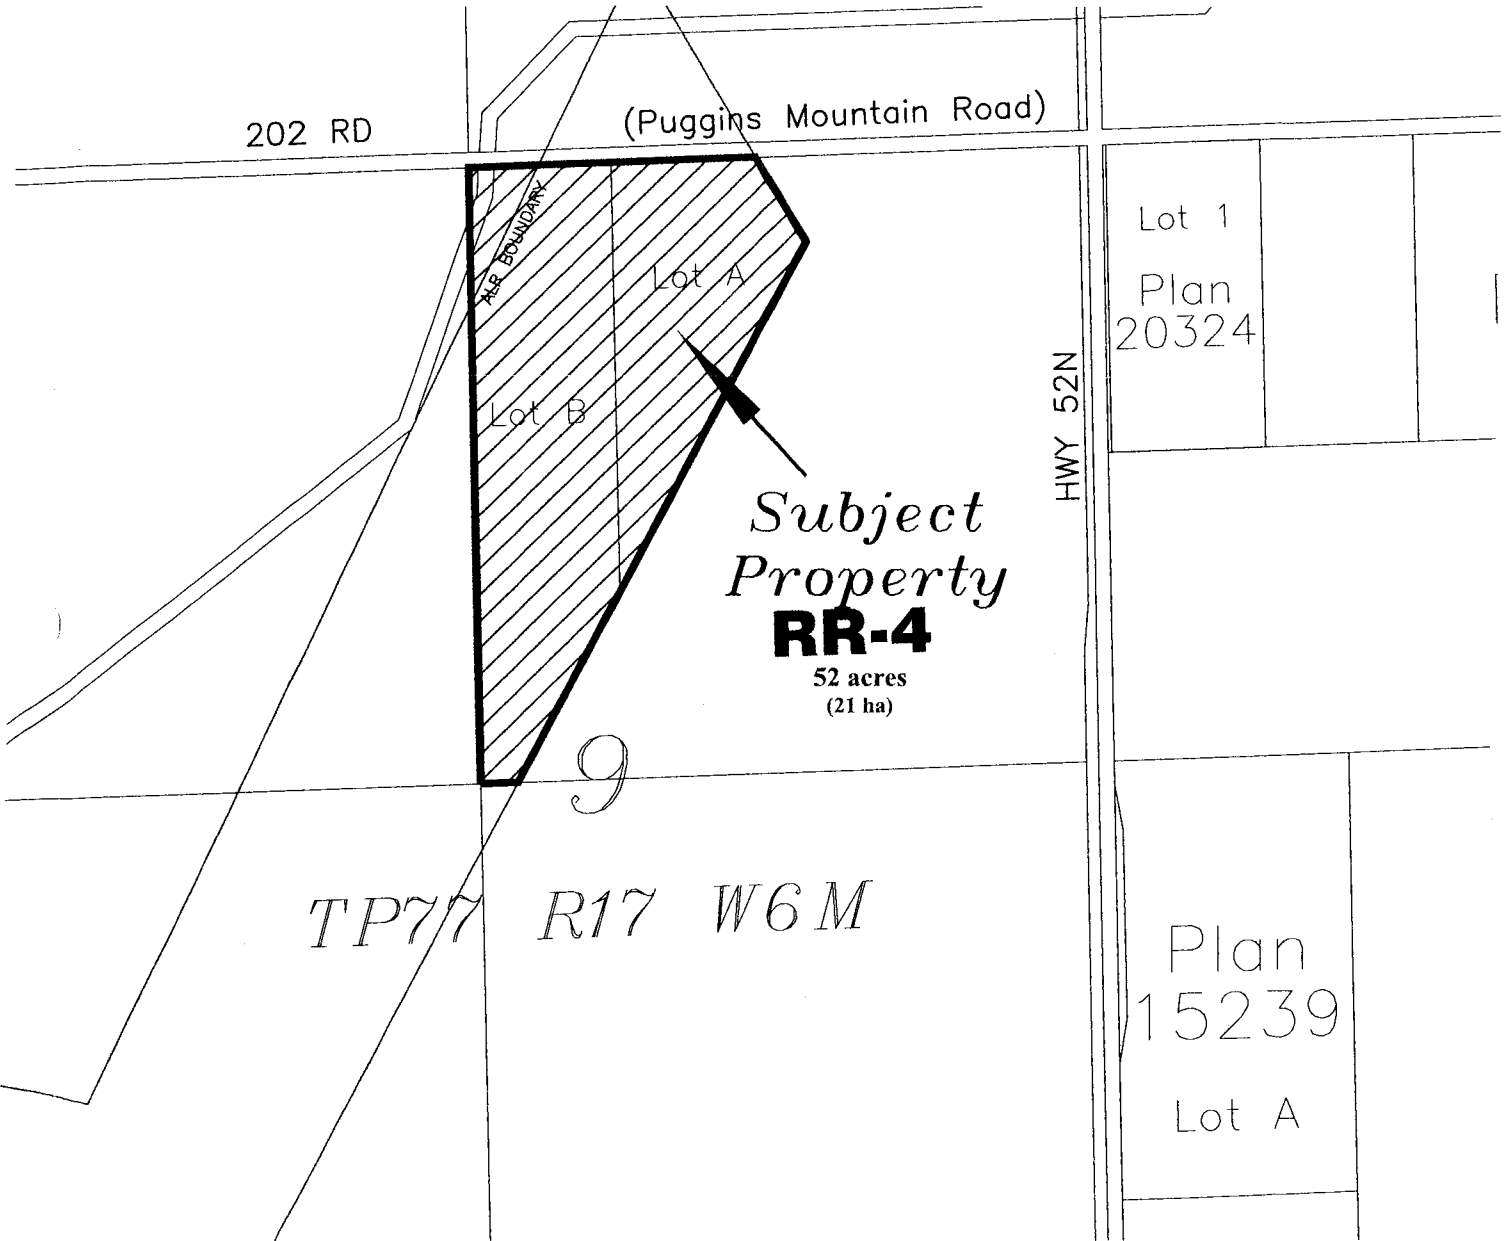 202 RD
(Puggins Mountain Road)
ALR BOUNDARY
Lot A
Lot B
Lot 1
Plan
20324
HWY 52N
Subject
Property
RR-4
52 acres
(21 ha)
9
TP77 R17 W6M
Plan
15239
Lot A